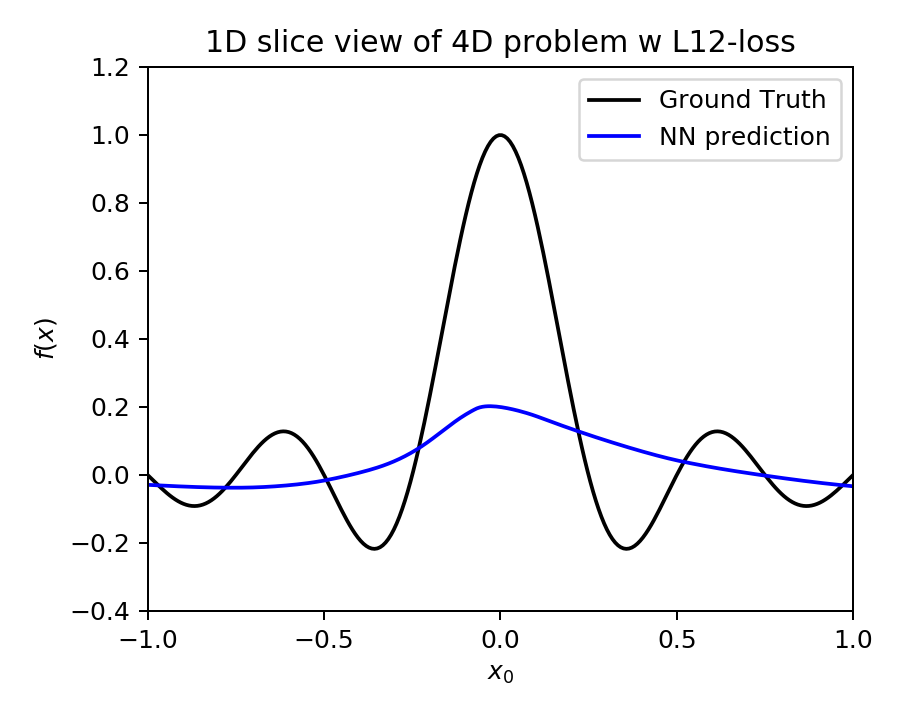 1D slice view of 4D problem w L12-loss
Ground Truth
NN prediction
1.2
1.0
0.8
0.6
0.4
0.2
0.0
−0.2
−0.4
f(x)
−1.0 −0.5 0.0 0.5 1.0
x₀